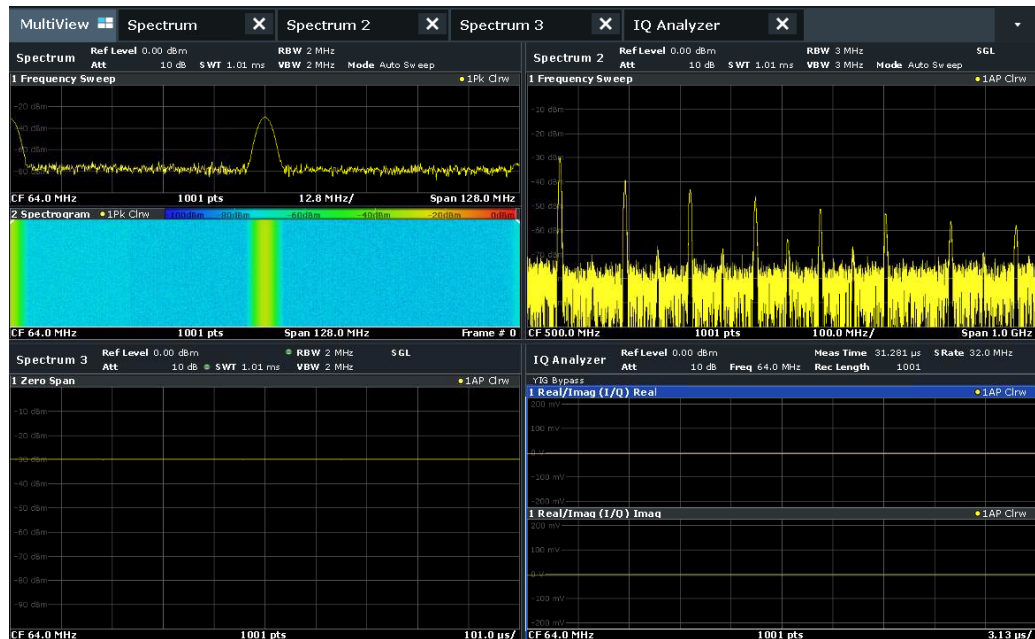 MultiView Spectrum X Spectrum 2 X Spectrum 3 X IQ Analyzer X
Spectrum
Ref Level 0.00 dBm RBW 2 MHz
Att 10 dB SWT 1.01 ms VBW 2 MHz Mode Auto Sweep
1 Frequency Sweep 1Pk Clrw
-20 dBm
CF 64.0 MHz 1001 pts 12.8 MHz/ Span 128.0 MHz
2 Spectrogram 1Pk Clrw -100dBm -80dBm -60dBm -40dBm -20dBm 0dBm
CF 64.0 MHz 1001 pts Span 128.0 MHz Frame # 0
Spectrum 2
Ref Level 0.00 dBm RBW 3 MHz SGL
Att 10 dB SWT 1.01 ms VBW 3 MHz Mode Auto Sweep
1 Frequency Sweep 1AP Clrw
-10 dBm
-20 dBm
-30 dBm
-40 dBm
-50 dBm
-60 dBm
CF 500.0 MHz 1001 pts 100.0 MHz/ Span 1.0 GHz
Spectrum 3
Ref Level 0.00 dBm RBW 2 MHz SGL
Att 10 dB SWT 1.01 ms VBW 2 MHz
1 Zero Span 1AP Clrw
-10 dBm
-20 dBm
-30 dBm
-40 dBm
-50 dBm
-60 dBm
-70 dBm
-80 dBm
-90 dBm
CF 64.0 MHz 1001 pts 101.0 µs/
IQ Analyzer
Ref Level 0.00 dBm Meas Time 31.281 µs SRate 32.0 MHz
Att 10 dB Freq 64.0 MHz Rec Length 1001
YIG Bypass
1 Real/Imag (I/Q) Real 1AP Clrw
200 mV
100 mV
0 V
-100 mV
-200 mV
1 Real/Imag (I/Q) Imag 1AP Clrw
200 mV
100 mV
0 V
-100 mV
-200 mV
CF 64.0 MHz 1001 pts 3.13 µs/